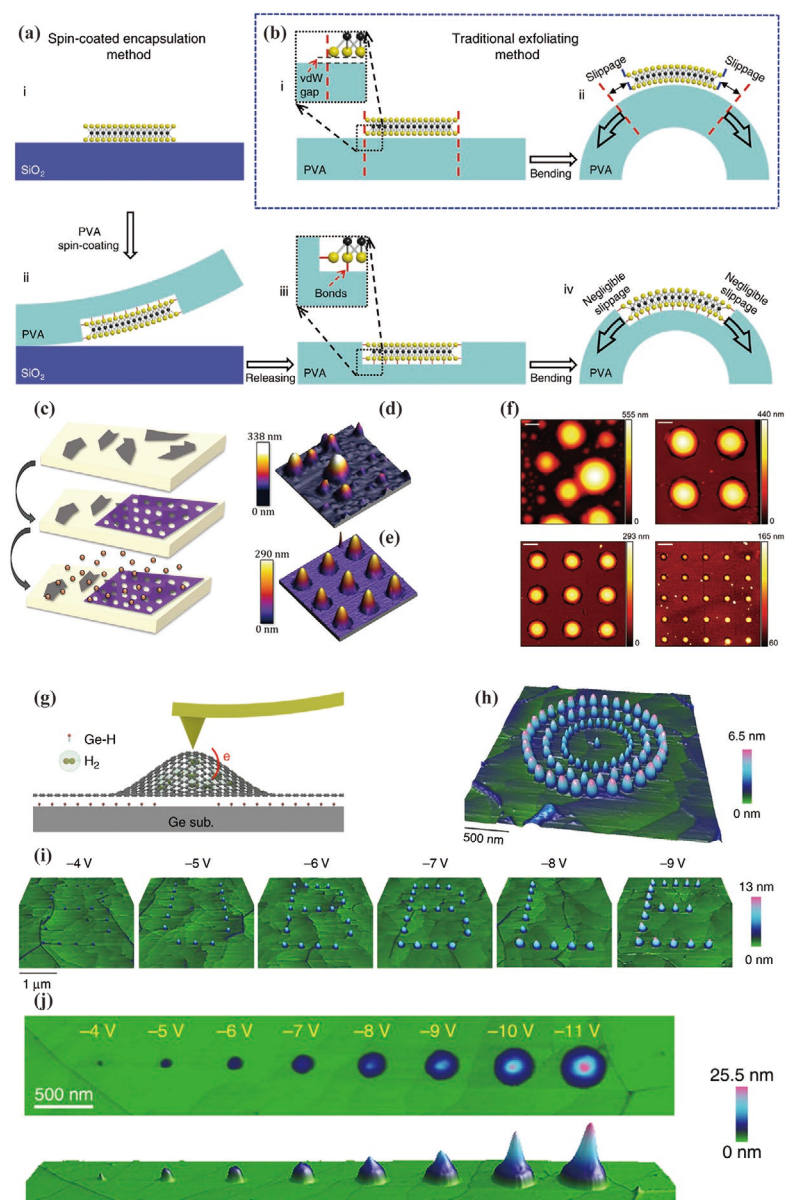 (a)
Spin-coated encapsulation
method
i
SiO2
PVA
spin-coating
ii
PVA
SiO2
Releasing
(b)
Traditional exfoliating
method
vdW
gap
i
PVA
Bending
Slippage
Slippage
ii
PVA
Bonds
iii
PVA
Bending
Negligible
slippage
Negligible
slippage
iv
PVA
(c)
(d)
338 nm
0 nm
(e)
290 nm
0 nm
(f)
555 nm
0
440 nm
0
293 nm
0
165 nm
60
(g)
Ge-H
H2
e
Ge sub.
(h)
6.5 nm
0 nm
500 nm
(i)
–4 V
–5 V
–6 V
–7 V
–8 V
–9 V
13 nm
0 nm
1 μm
(j)
–4 V
–5 V
–6 V
–7 V
–8 V
–9 V
–10 V
–11 V
500 nm
25.5 nm
0 nm